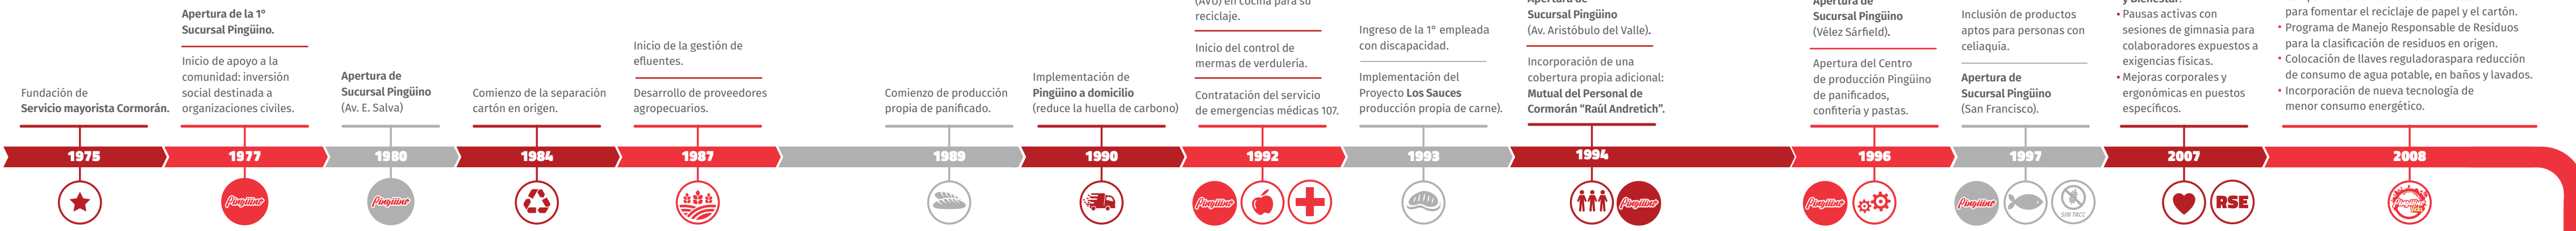 Fundación de
Servicio mayorista Cormorán.
1975
Apertura de la 1°
Sucursal Pingüino.
Inicio de apoyo a la
comunidad: inversión
social destinada a
organizaciones civiles.
1977
Pingüino
Apertura de
Sucursal Pingüino
(Av. E. Salva)
1980
Pingüino
Comienzo de la separación
cartón en origen.
1984
Inicio de la gestión de
efluentes.
Desarrollo de proveedores
agropecuarios.
1987
Comienzo de producción
propia de panificado.
1989
Implementación de
Pingüino a domicilio
(reduce la huella de carbono)
1990
(AVU) en cocina para su
reciclaje.
Inicio del control de
mermas de verdulería.
Contratación del servicio
de emergencias médicas 107.
1992
Pingüino
Ingreso de la 1° empleada
con discapacidad.
Implementación del
Proyecto Los Sauces
producción propia de carne).
1993
Apertura de
Sucursal Pingüino
(Av. Aristóbulo del Valle).
Incorporación de una
cobertura propia adicional:
Mutual del Personal de
Cormorán “Raúl Andretich”.
1994
Pingüino
Apertura de
Sucursal Pingüino
(Vélez Sárfield).
Apertura del Centro
de producción Pingüino
de panificados,
confitería y pastas.
1996
Pingüino
Inclusión de productos
aptos para personas con
celiaquía.
Apertura de
Sucursal Pingüino
(San Francisco).
1997
Pingüino
SIN TACC
y Bienestar:
• Pausas activas con
sesiones de gimnasia para
colaboradores expuestos a
exigencias físicas.
• Mejoras corporales y
ergonómicas en puestos
específicos.
2007
RSE
para fomentar el reciclaje de papel y el cartón.
• Programa de Manejo Responsable de Residuos
para la clasificación de residuos en origen.
• Colocación de llaves reguladoraspara reducción
de consumo de agua potable, en baños y lavados.
• Incorporación de nueva tecnología de
menor consumo energético.
2008
Pingüino